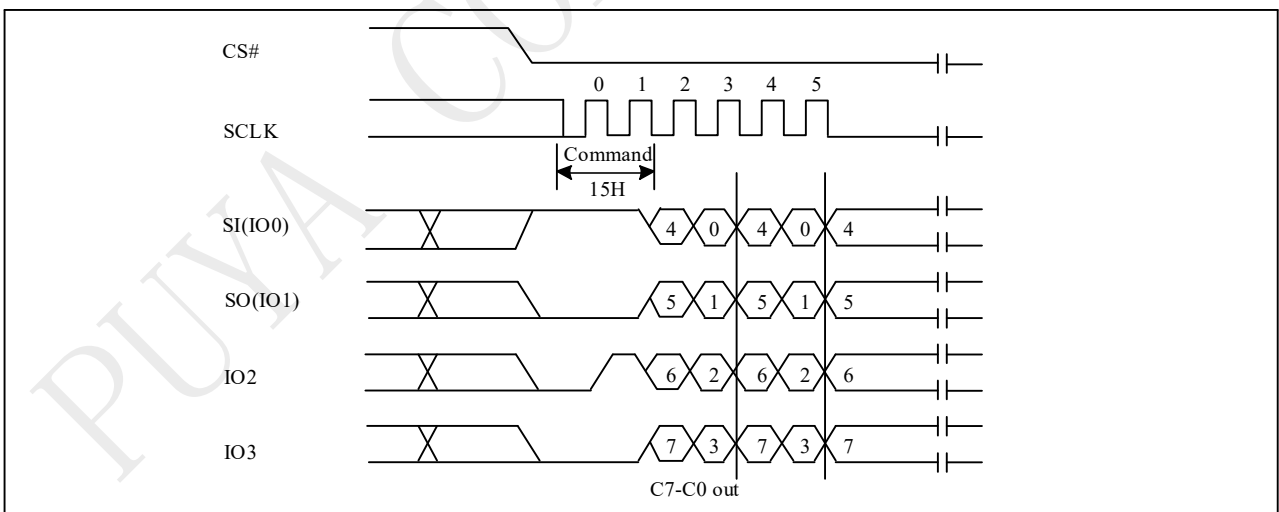 CS#
0 1 2 3 4 5
SCLK
Command
15H
SI(IO0) 4 0 4 0 4
SO(IO1) 5 1 5 1 5
IO2 6 2 6 2 6
IO3 7 3 7 3 7
C7-C0 out
PUYA